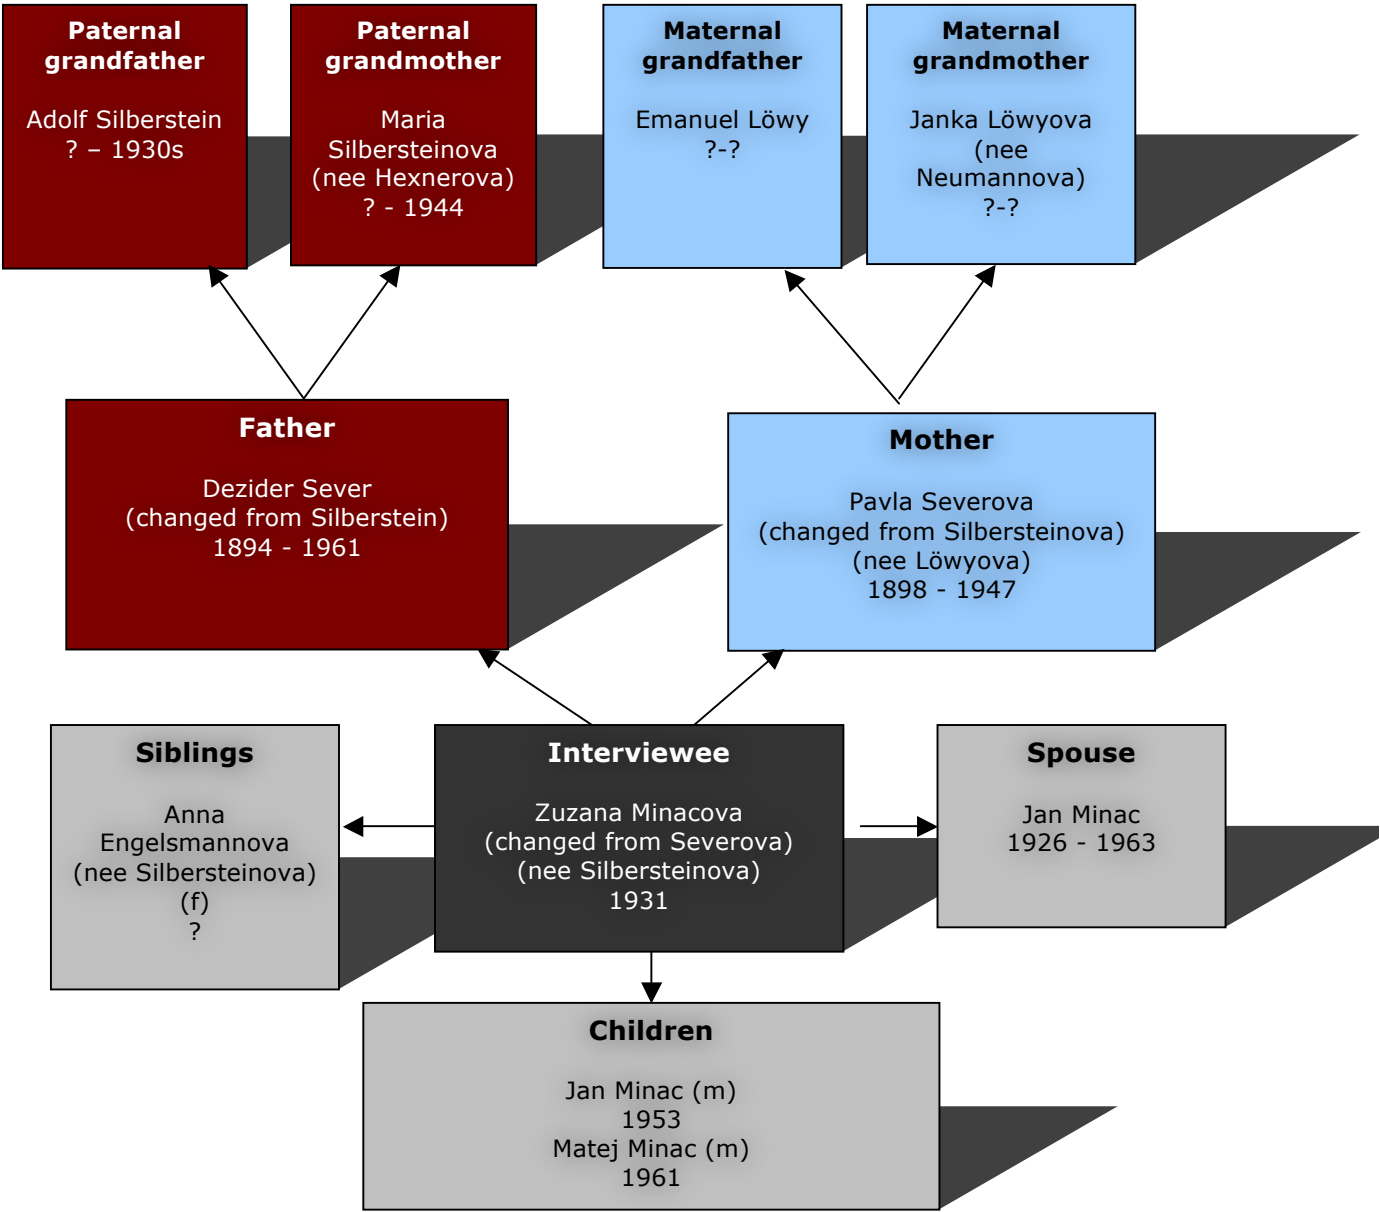 Paternal
grandfather
Adolf Silberstein
? – 1930s
Paternal
grandmother
Maria
Silbersteinova
(nee Hexnerova)
? - 1944
Maternal
grandfather
Emanuel Löwy
?-?
Maternal
grandmother
Janka Löwyova
(nee
Neumannova)
?-?
Father
Dezider Sever
(changed from Silberstein)
1894 - 1961
Mother
Pavla Severova
(changed from Silbersteinova)
(nee Löwyova)
1898 - 1947
Siblings
Anna
Engelsmannova
(nee Silbersteinova)
(f)
?
Interviewee
Zuzana Minacova
(changed from Severova)
(nee Silbersteinova)
1931
Spouse
Jan Minac
1926 - 1963
Children
Jan Minac (m)
1953
Matej Minac (m)
1961